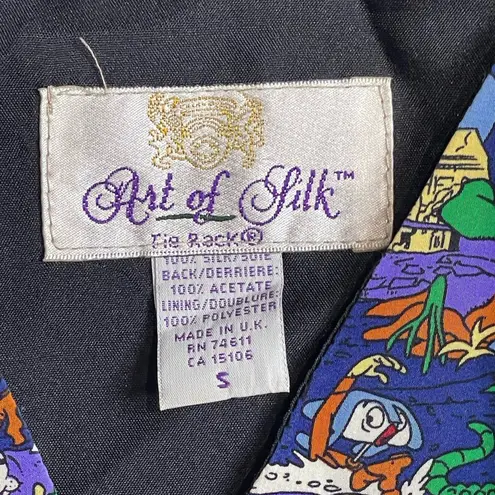 Art of Silk™
Tie Rack®
100% SILK/SOIE
BACK/DERRIERE:
100% ACETATE
LINING/DOUBLURE:
100% POLYESTER
MADE IN U.K.
RN 74611
CA 15106
S